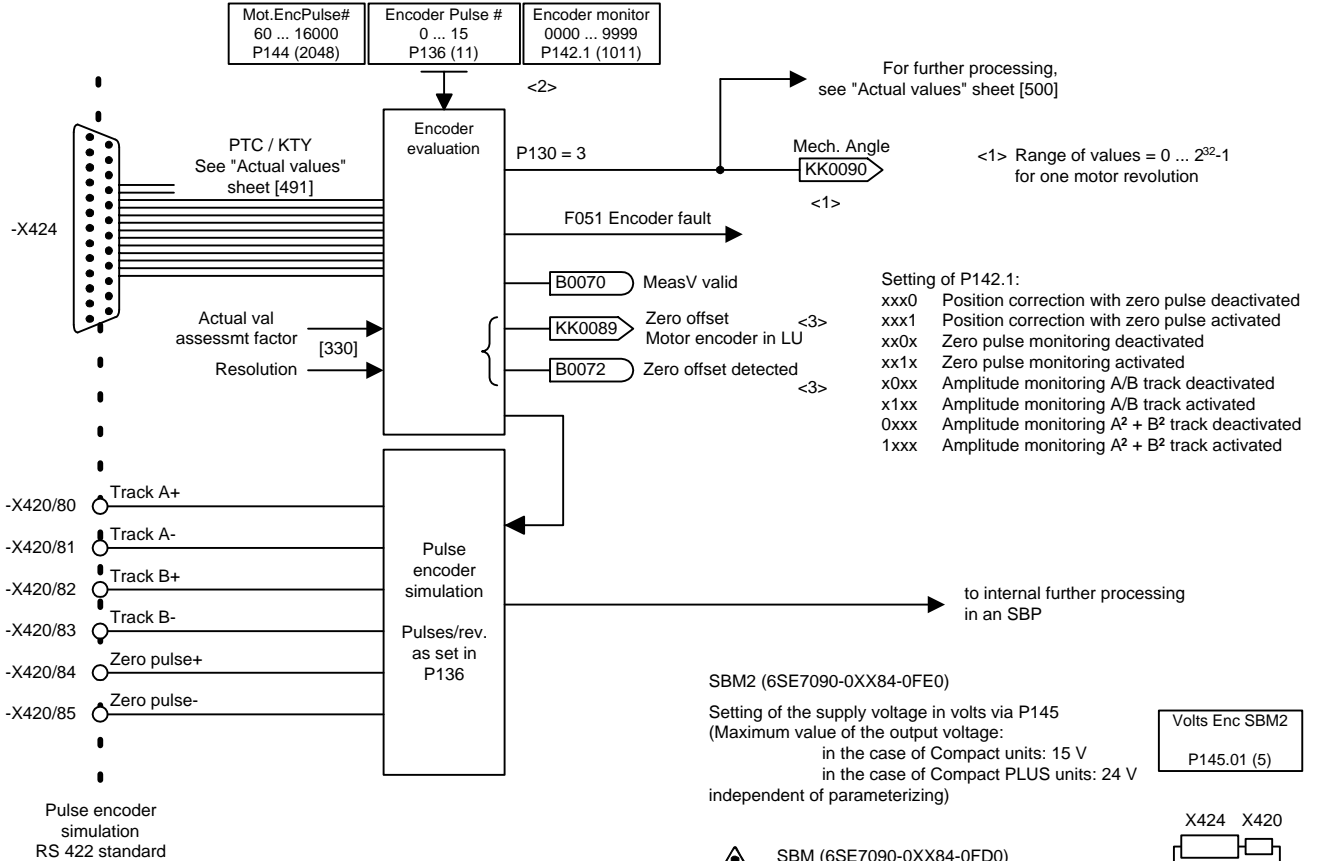 Mot.EncPulse#
60 ... 16000
P144 (2048)
Encoder Pulse #
0 ... 15
P136 (11)
Encoder monitor
0000 ... 9999
P142.1 (1011)
<2>
For further processing,
see "Actual values" sheet [500]
Encoder
evaluation
PTC / KTY
See "Actual values"
sheet [491]
P130 = 3
Mech. Angle
KK0090
<1>
<1> Range of values = 0 ... 2³²-1
for one motor revolution
-X424
F051 Encoder fault
B0070
MeasV valid
KK0089
Zero offset
Motor encoder in LU
<3>
B0072
Zero offset detected
<3>
Actual val
assessmt factor
[330]
Resolution
Setting of P142.1:
xxx0 Position correction with zero pulse deactivated
xxx1 Position correction with zero pulse activated
xx0x Zero pulse monitoring deactivated
xx1x Zero pulse monitoring activated
x0xx Amplitude monitoring A/B track deactivated
x1xx Amplitude monitoring A/B track activated
0xxx Amplitude monitoring A² + B² track deactivated
1xxx Amplitude monitoring A² + B² track activated
-X420/80 Track A+
-X420/81 Track A-
-X420/82 Track B+
-X420/83 Track B-
-X420/84 Zero pulse+
-X420/85 Zero pulse-
Pulse
encoder
simulation
Pulses/rev.
as set in
P136
to internal further processing
in an SBP
Pulse encoder
simulation
RS 422 standard
SBM2 (6SE7090-0XX84-0FE0)
Setting of the supply voltage in volts via P145
(Maximum value of the output voltage:
in the case of Compact units: 15 V
in the case of Compact PLUS units: 24 V
independent of parameterizing)
Volts Enc SBM2
P145.01 (5)
X424 X420
SBM (6SE7090-0XX84-0FD0)